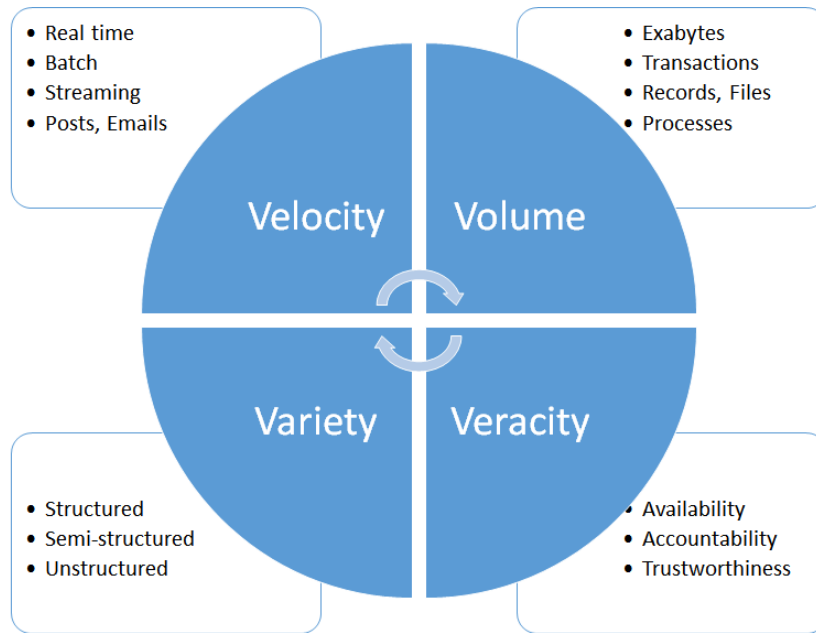 • Real time
• Batch
• Streaming
• Posts, Emails
• Exabytes
• Transactions
• Records, Files
• Processes
Velocity
Volume
Variety
Veracity
• Structured
• Semi-structured
• Unstructured
• Availability
• Accountability
• Trustworthiness